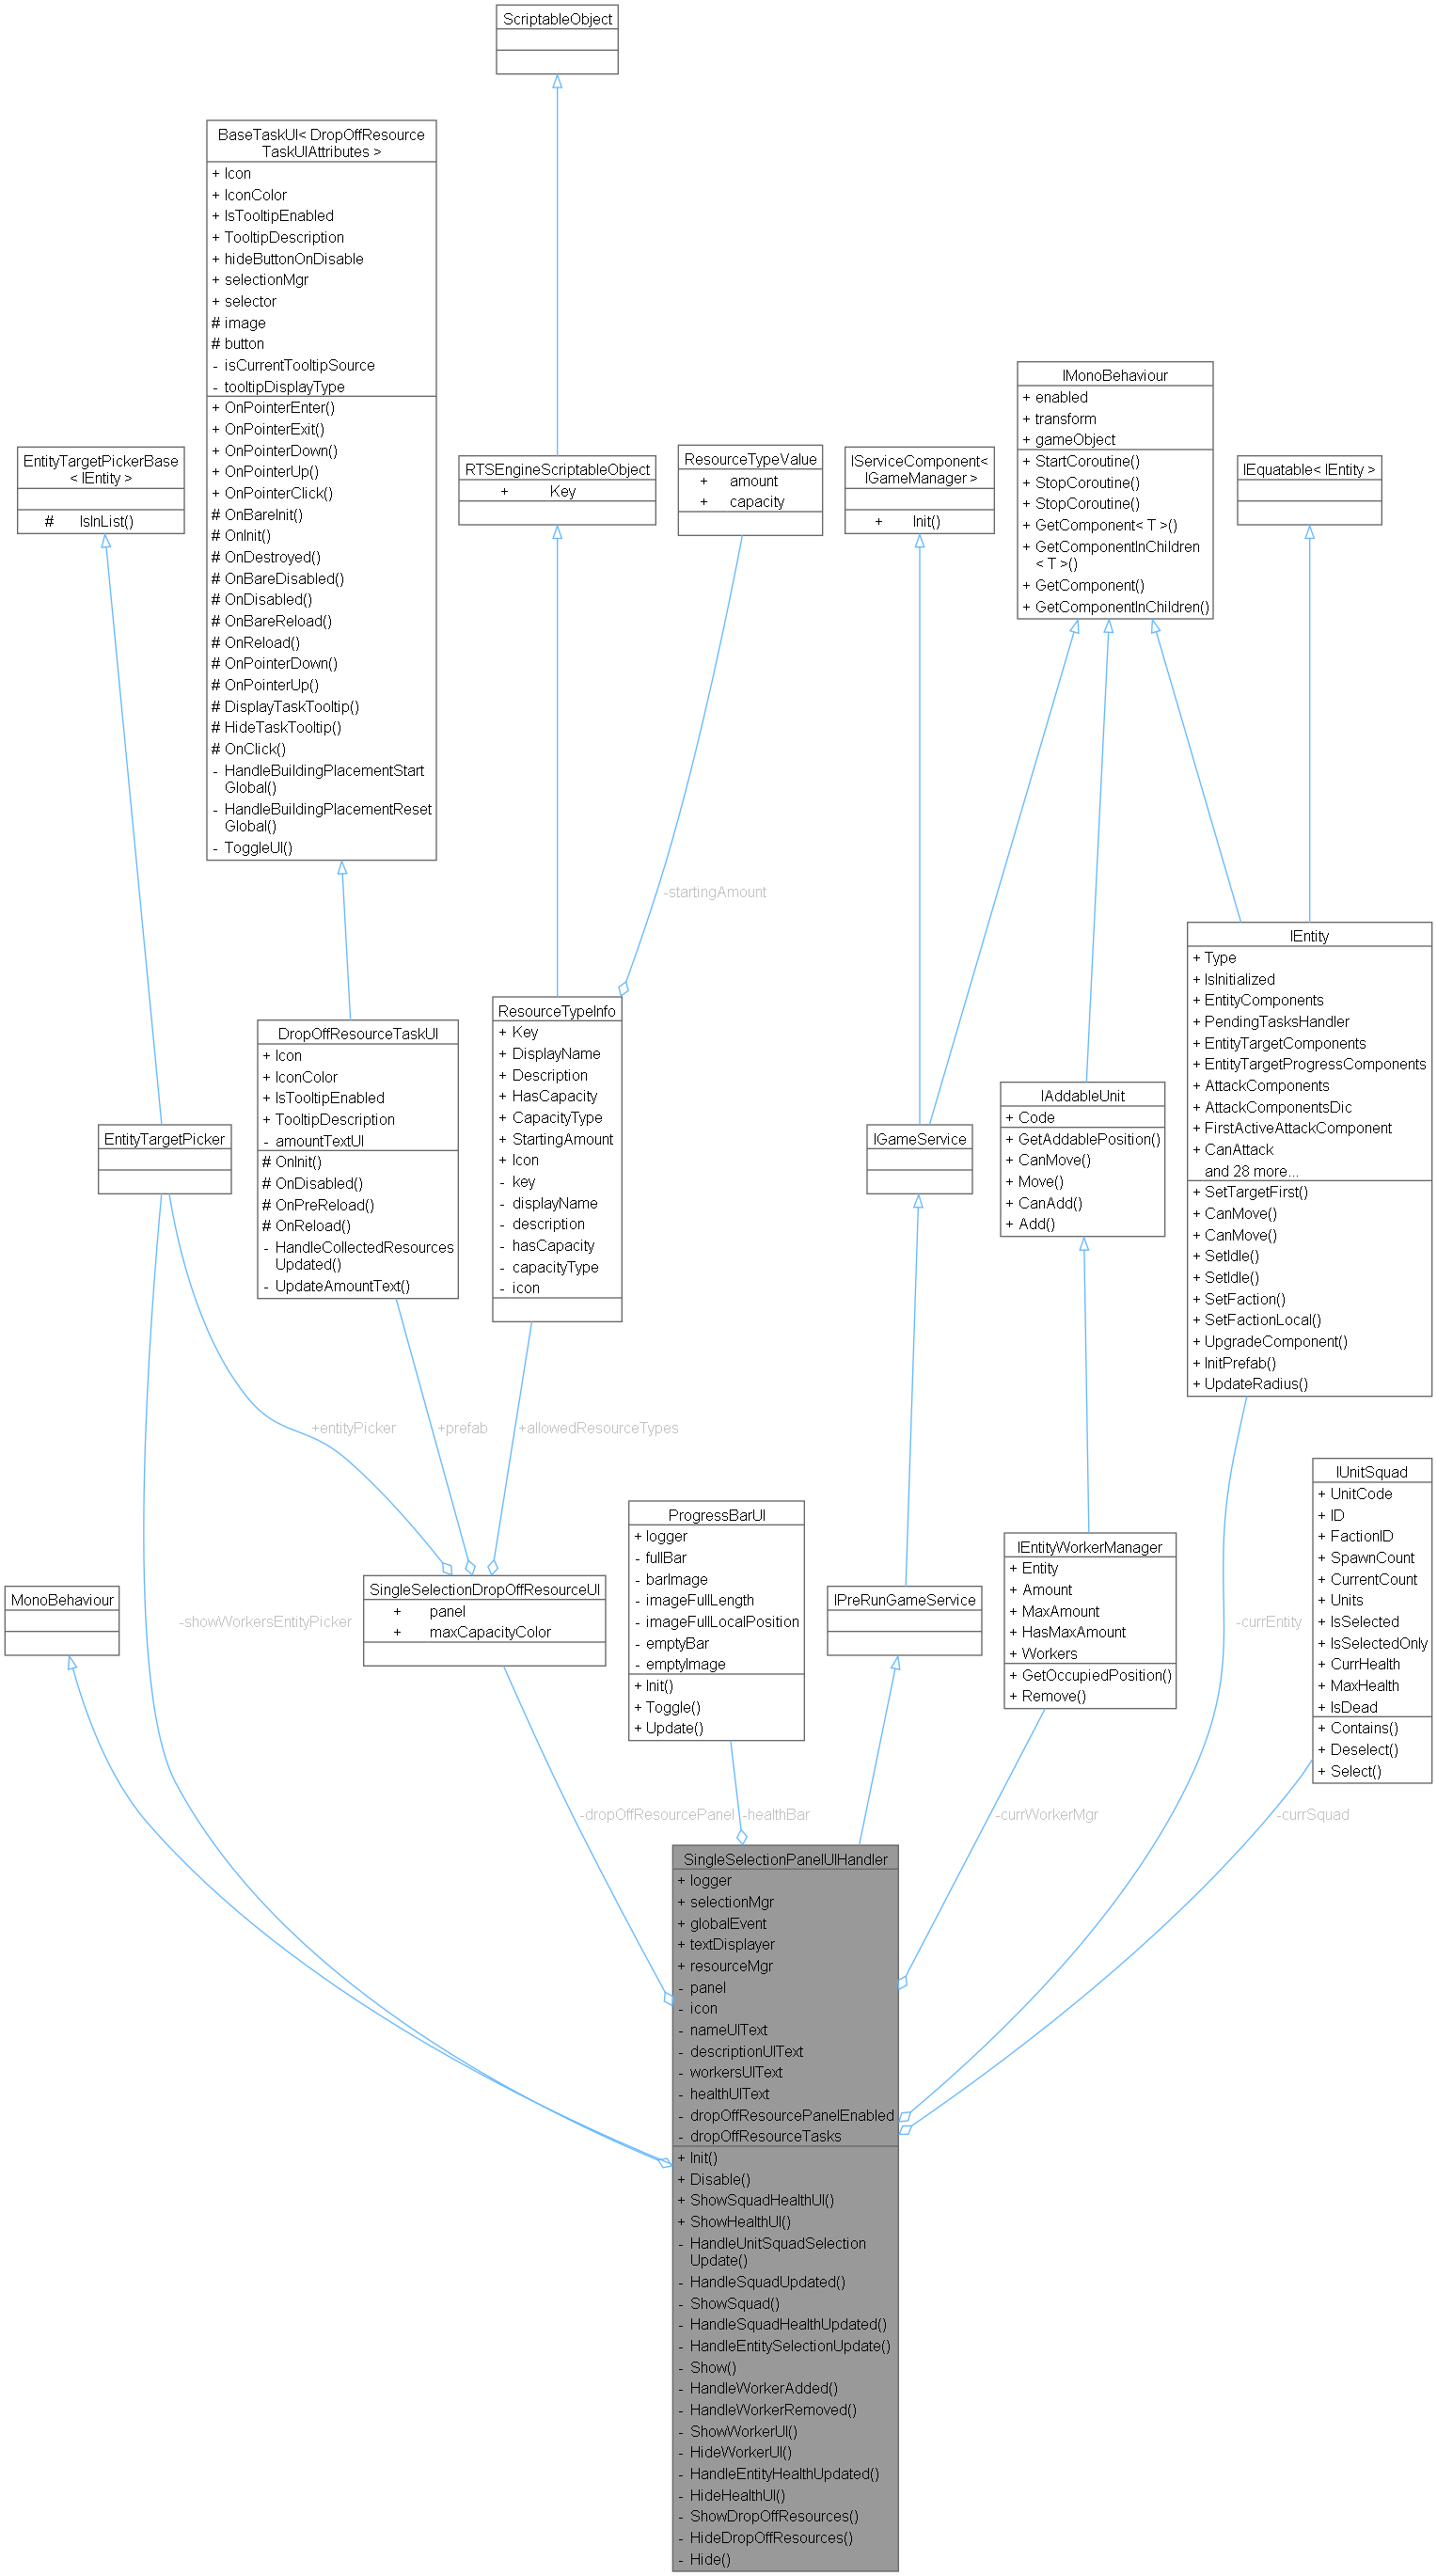 ScriptableObject
BaseTaskUI< DropOffResource
TaskUIAttributes >
+ Icon
+ IconColor
+ IsTooltipEnabled
+ TooltipDescription
+ hideButtonOnDisable
+ selectionMgr
+ selector
# image
# button
- isCurrentTooltipSource
- tooltipDisplayType
+ OnPointerEnter()
+ OnPointerExit()
+ OnPointerDown()
+ OnPointerUp()
+ OnPointerClick()
# OnBareInit()
# OnInit()
# OnDestroyed()
# OnBareDisabled()
# OnDisabled()
# OnBareReload()
# OnReload()
# OnPointerDown()
# OnPointerUp()
# DisplayTaskTooltip()
# HideTaskTooltip()
# OnClick()
- HandleBuildingPlacementStart
Global()
- HandleBuildingPlacementReset
Global()
- ToggleUI()
IMonoBehaviour
+ enabled
+ transform
+ gameObject
+ StartCoroutine()
+ StopCoroutine()
+ StopCoroutine()
+ GetComponent< T >()
+ GetComponentInChildren
< T >()
+ GetComponent()
+ GetComponentInChildren()
EntityTargetPickerBase
< IEntity >
# IsInList()
RTSEngineScriptableObject
+ Key
ResourceTypeValue
+ amount
+ capacity
IServiceComponent<
IGameManager >
+ Init()
IEquatable< IEntity >
-startingAmount
IEntity
+ Type
+ IsInitialized
+ EntityComponents
+ PendingTasksHandler
+ EntityTargetComponents
+ EntityTargetProgressComponents
+ AttackComponents
+ AttackComponentsDic
+ FirstActiveAttackComponent
+ CanAttack
and 28 more...
+ SetTargetFirst()
+ CanMove()
+ CanMove()
+ SetIdle()
+ SetIdle()
+ SetFaction()
+ SetFactionLocal()
+ UpgradeComponent()
+ InitPrefab()
+ UpdateRadius()
DropOffResourceTaskUI
+ Icon
+ IconColor
+ IsTooltipEnabled
+ TooltipDescription
- amountTextUI
# OnInit()
# OnDisabled()
# OnPreReload()
# OnReload()
- HandleCollectedResources
Updated()
- UpdateAmountText()
ResourceTypeInfo
+ Key
+ DisplayName
+ Description
+ HasCapacity
+ CapacityType
+ StartingAmount
+ Icon
- key
- displayName
- description
- hasCapacity
- capacityType
- icon
IAddableUnit
+ Code
+ GetAddablePosition()
+ CanMove()
+ Move()
+ CanAdd()
+ Add()
EntityTargetPicker
IGameService
+entityPicker
+prefab
+allowedResourceTypes
IUnitSquad
+ UnitCode
+ ID
+ FactionID
+ SpawnCount
+ CurrentCount
+ Units
+ IsSelected
+ IsSelectedOnly
+ CurrHealth
+ MaxHealth
+ IsDead
+ Contains()
+ Deselect()
+ Select()
ProgressBarUI
+ logger
- fullBar
- barImage
- imageFullLength
- imageFullLocalPosition
- emptyBar
- emptyImage
+ Init()
+ Toggle()
+ Update()
IEntityWorkerManager
+ Entity
+ Amount
+ MaxAmount
+ HasMaxAmount
+ Workers
+ GetOccupiedPosition()
+ Remove()
MonoBehaviour
SingleSelectionDropOffResourceUI
+ panel
+ maxCapacityColor
IPreRunGameService
-showWorkersEntityPicker
-currEntity
-dropOffResourcePanel
-healthBar
-currWorkerMgr
-currSquad
SingleSelectionPanelUIHandler
+ logger
+ selectionMgr
+ globalEvent
+ textDisplayer
+ resourceMgr
- panel
- icon
- nameUIText
- descriptionUIText
- workersUIText
- healthUIText
- dropOffResourcePanelEnabled
- dropOffResourceTasks
+ Init()
+ Disable()
+ ShowSquadHealthUI()
+ ShowHealthUI()
- HandleUnitSquadSelection
Update()
- HandleSquadUpdated()
- ShowSquad()
- HandleSquadHealthUpdated()
- HandleEntitySelectionUpdate()
- Show()
- HandleWorkerAdded()
- HandleWorkerRemoved()
- ShowWorkerUI()
- HideWorkerUI()
- HandleEntityHealthUpdated()
- HideHealthUI()
- ShowDropOffResources()
- HideDropOffResources()
- Hide()